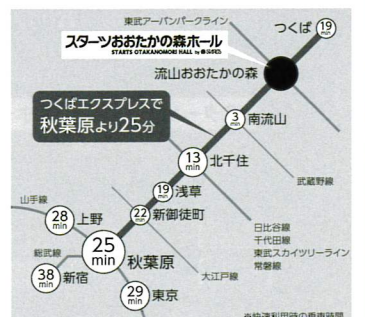 東武アーバンパークライン
つくば
19
min
スターツおおたかの森ホール
STARTS OTAKANOMORI HALL
流山おおたかの森
つくばエクスプレスで
秋葉原より25分
3
min
南流山
13
min
北千住
武蔵野線
19
min
浅草
山手線
28
min
上野
22
min
新御徒町
日比谷線
千代田線
東武スカイツリーライン
常磐線
25
min
秋葉原
総武線
大江戸線
38
min
新宿
29
min
東京